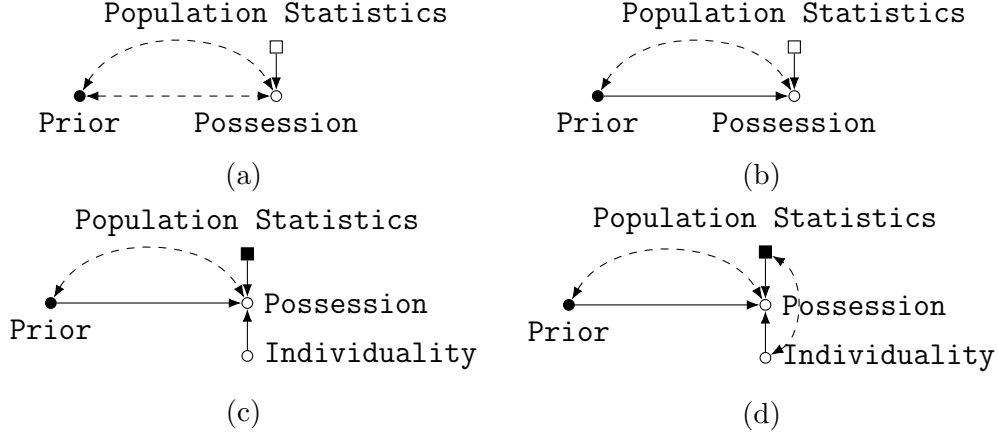 Population Statistics
Prior Possession
(a)
Population Statistics
Prior Possession
(b)
Population Statistics
Possession
Prior
Individuality
(c)
Population Statistics
Possession
Prior
Individuality
(d)